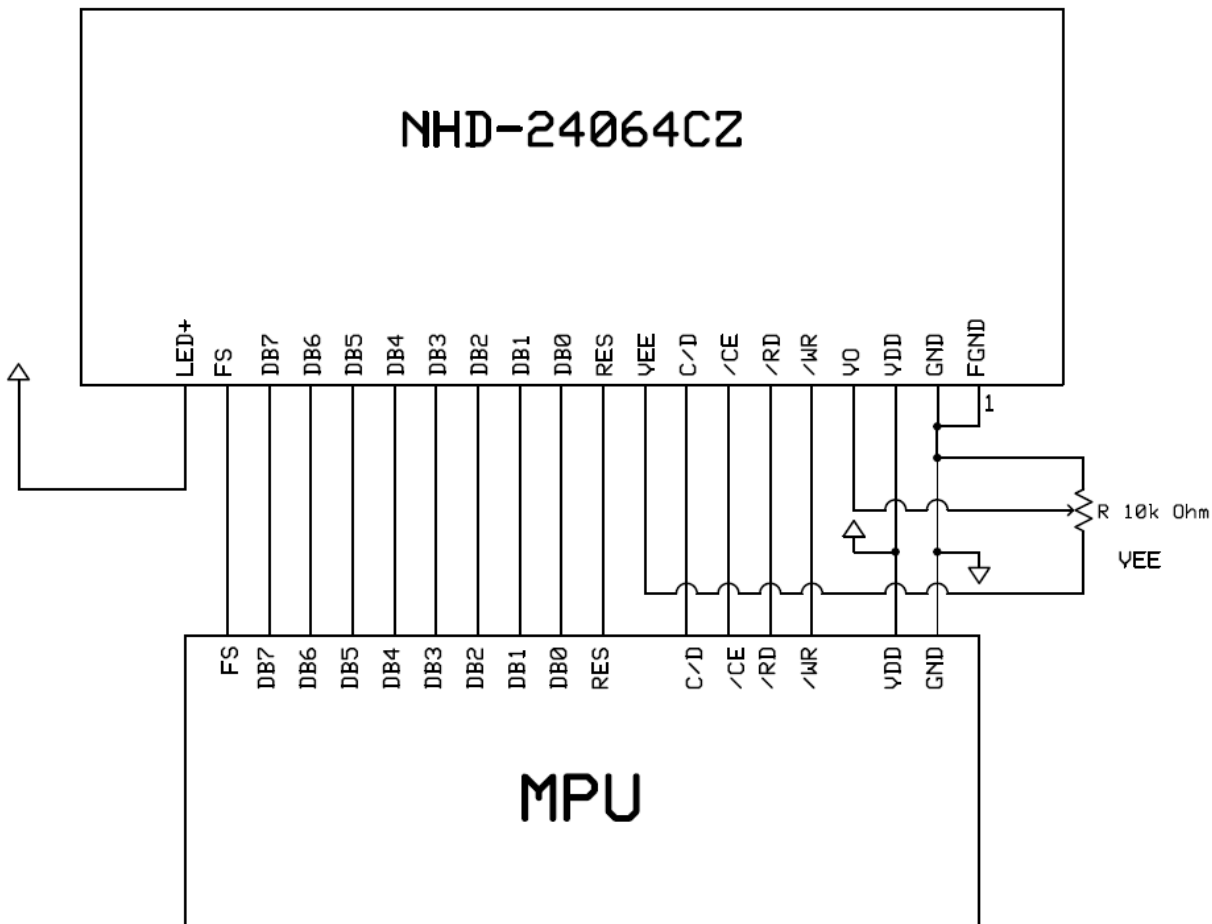 NHD-24064CZ
LED+
FS
DB7
DB6
DB5
DB4
DB3
DB2
DB1
DB0
RES
VEE
C/D
/CE
/RD
/WR
VO
VDD
GND
FGND
1
R 10k Ohm
VEE
FS
DB7
DB6
DB5
DB4
DB3
DB2
DB1
DB0
RES
C/D
/CE
/RD
/WR
VDD
GND
MPU